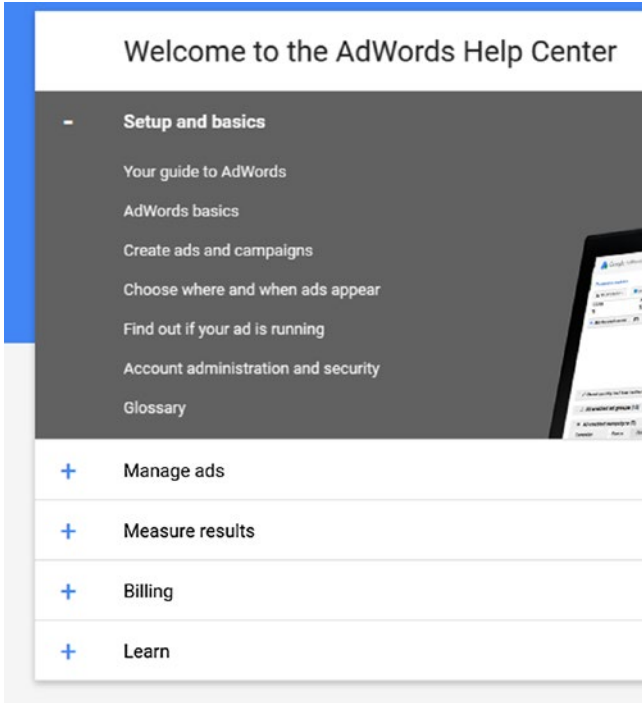 Welcome to the AdWords Help Center
- Setup and basics
Your guide to AdWords
AdWords basics
Create ads and campaigns
Choose where and when ads appear
Find out if your ad is running
Account administration and security
Glossary
+ Manage ads
+ Measure results
+ Billing
+ Learn